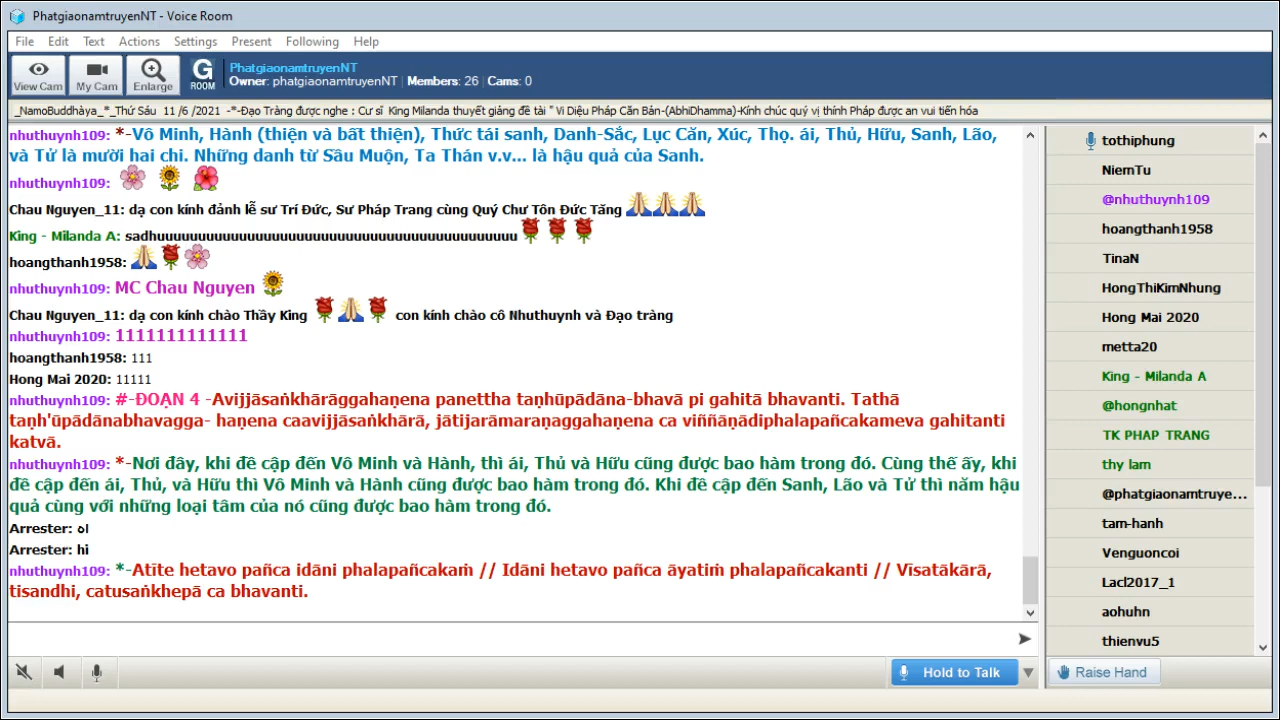 PhatgiaonamtruyenNT - Voice Room
File Edit Text Actions Settings Present Following Help
View Cam
My Cam
Enlarge
G
ROOM
PhatgiaonamtruyenNT
Owner: phatgiaonamtruyenNT | Members: 26 | Cams: 0
_NamoBuddhàya_*_Thứ Sáu 11/6 /2021 -*-Đạo Tràng được nghe : Cư sĩ King Milanda thuyết giảng đề tài " Vi Diệu Pháp Căn Bản-(AbhiDhamma)-Kính chúc quý vị thính Pháp được an vui tiến hóa
nhuthuynh109: *-Vô Minh, Hành (thiện và bất thiện), Thức tái sanh, Danh-Sắc, Lục Căn, Xúc, Thọ. ái, Thủ, Hữu, Sanh, Lão,
và Tử là mười hai chi. Những danh từ Sầu Muộn, Ta Thán v.v... là hậu quả của Sanh.
nhuthuynh109:
Chau Nguyen_11: dạ con kính đảnh lễ sư Trí Đức, Sư Pháp Trang cùng Quý Chư Tôn Đức Tăng
King - Milanda A: sadhuuuuuuuuuuuuuuuuuuuuuuuuuuuuuuuuuuuuuuuuuu
hoangthanh1958:
nhuthuynh109: MC Chau Nguyen
Chau Nguyen_11: dạ con kính chào Thầy King con kính chào cô Nhuthuynh và Đạo tràng
nhuthuynh109: 1111111111111
hoangthanh1958: 111
Hong Mai 2020: 11111
nhuthuynh109: #-ĐOẠN 4 -Avijjāsaṅkhārāggahaṇena panettha taṇhūpādāna-bhavā pi gahitā bhavanti. Tathā
taṇh'ūpādānabhavagga- haṇena caavijjāsaṅkhārā, jātijarāmaraṇaggahaṇena ca viññāṇādiphalapañcakameva gahitanti
katvā.
nhuthuynh109: *-Nơi đây, khi đề cập đến Vô Minh và Hành, thì ái, Thủ và Hữu cũng được bao hàm trong đó. Cùng thế ấy, khi
đề cập đến ái, Thủ, và Hữu thì Vô Minh và Hành cũng được bao hàm trong đó. Khi đề cập đến Sanh, Lão và Tử thì năm hậu
quả cùng với những loại tâm của nó cũng được bao hàm trong đó.
Arrester:
Arrester: hi
nhuthuynh109: *-Atīte hetavo pañca idāni phalapañcakaṁ // Idāni hetavo pañca āyatiṁ phalapañcakanti // Vīsatākārā,
tisandhi, catusaṅkhepā ca bhavanti.
Hold to Talk
tothiphung
NiemTu
@nhuthuynh109
hoangthanh1958
TinaN
HongThiKimNhung
Hong Mai 2020
metta20
King - Milanda A
@hongnhat
TK PHAP TRANG
thy lam
@phatgiaonamtruye...
tam-hanh
Venguoncoi
Lacl2017_1
aohuhn
thienvu5
Raise Hand